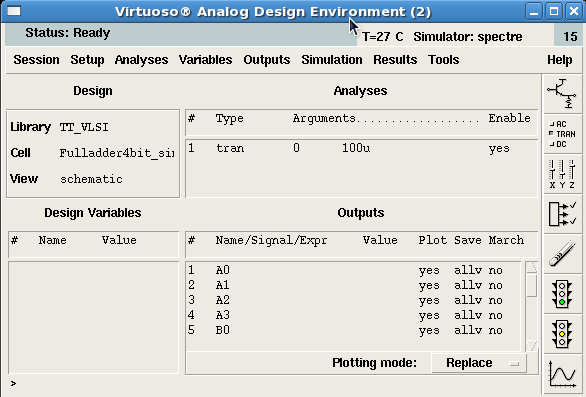 Virtuoso® Analog Design Environment (2)
Status: Ready
T=27 C Simulator: spectre 15
Session Setup Analyses Variables Outputs Simulation Results Tools Help
Design
Library TT_VLSI
Cell Fulladder4bit_sin
View schematic
Analyses
# Type Arguments................... Enable
1 tran 0 100u yes
Design Variables
# Name Value
Outputs
# Name/Signal/Expr Value Plot Save March
1 A0 yes allv no
2 A1 yes allv no
3 A2 yes allv no
4 A3 yes allv no
5 B0 yes allv no
Plotting mode: Replace
>
AC
TRAN
DC
X Y Z